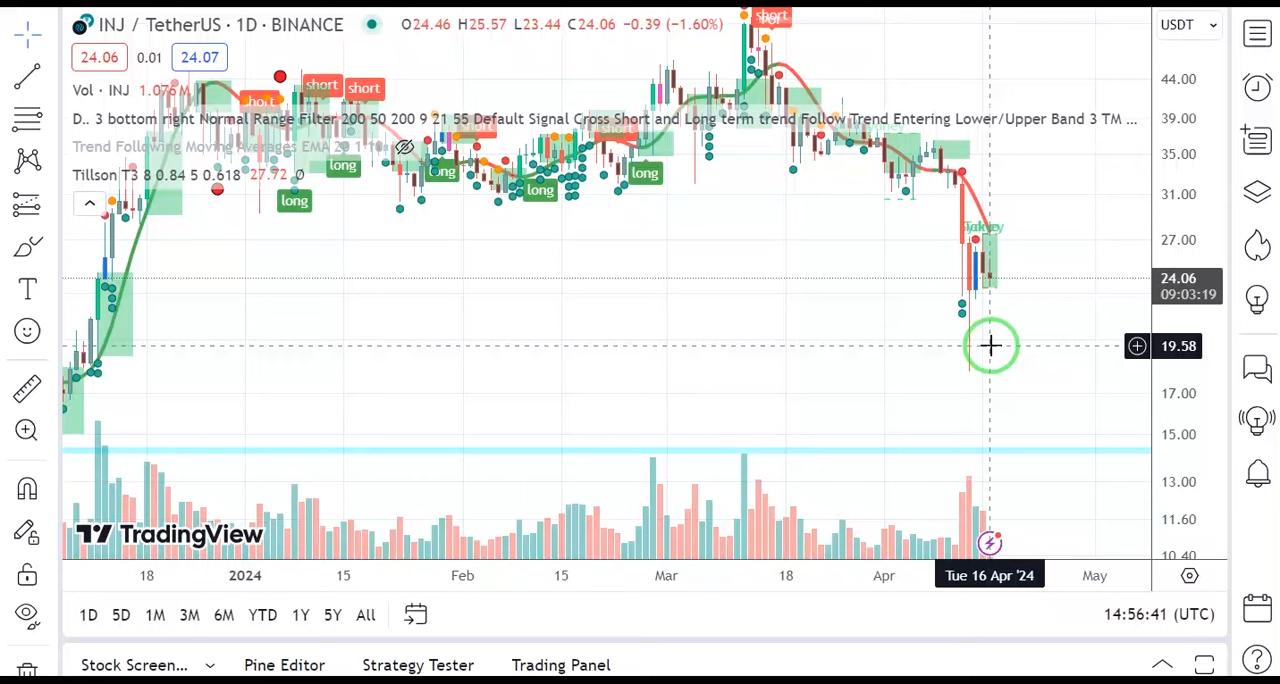 INJ / TetherUS · 1D · BINANCE O24.46 H25.57 L23.44 C24.06 −0.39 (−1.60%) USDT
24.06 0.01 24.07
Vol · INJ 1.076M
D.. 3 bottom right Normal Range Filter 200 50 200 9 21 55 Default Signal Cross Short and Long term trend Follow Trend Entering Lower/Upper Band 3 TM ...
Trend Following Moving Averages EMA 20 1 10
Tillson T3 8 0.84 5 0.618 27.72 Ø
short
short
short
short
short
short
long
long
long
long
long
44.00
39.00
35.00
31.00
27.00
24.06
09:03:19
19.58
17.00
15.00
13.00
11.60
10.40
TradingView
18 2024 15 Feb 15 Mar 18 Apr Tue 16 Apr '24 May
1D 5D 1M 3M 6M YTD 1Y 5Y All 14:56:41 (UTC)
Stock Screen... Pine Editor Strategy Tester Trading Panel